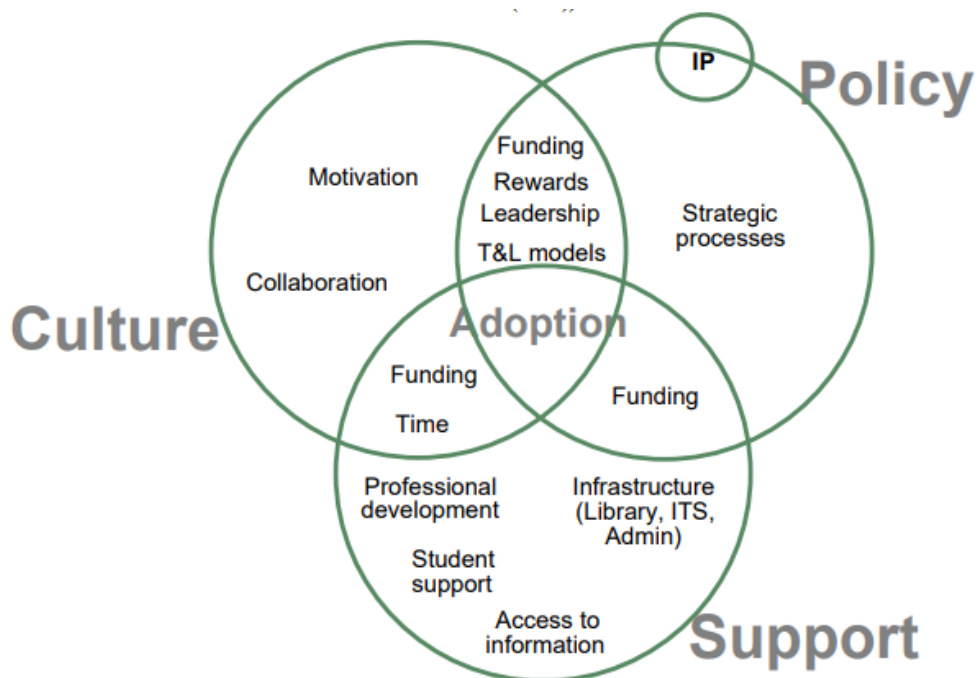 IP
Policy
Funding
Motivation
Rewards
Leadership
Strategic
processes
T&L models
Collaboration
Culture
Adoption
Funding
Funding
Time
Professional
development
Infrastructure
(Library, ITS,
Admin)
Student
support
Access to
information
Support